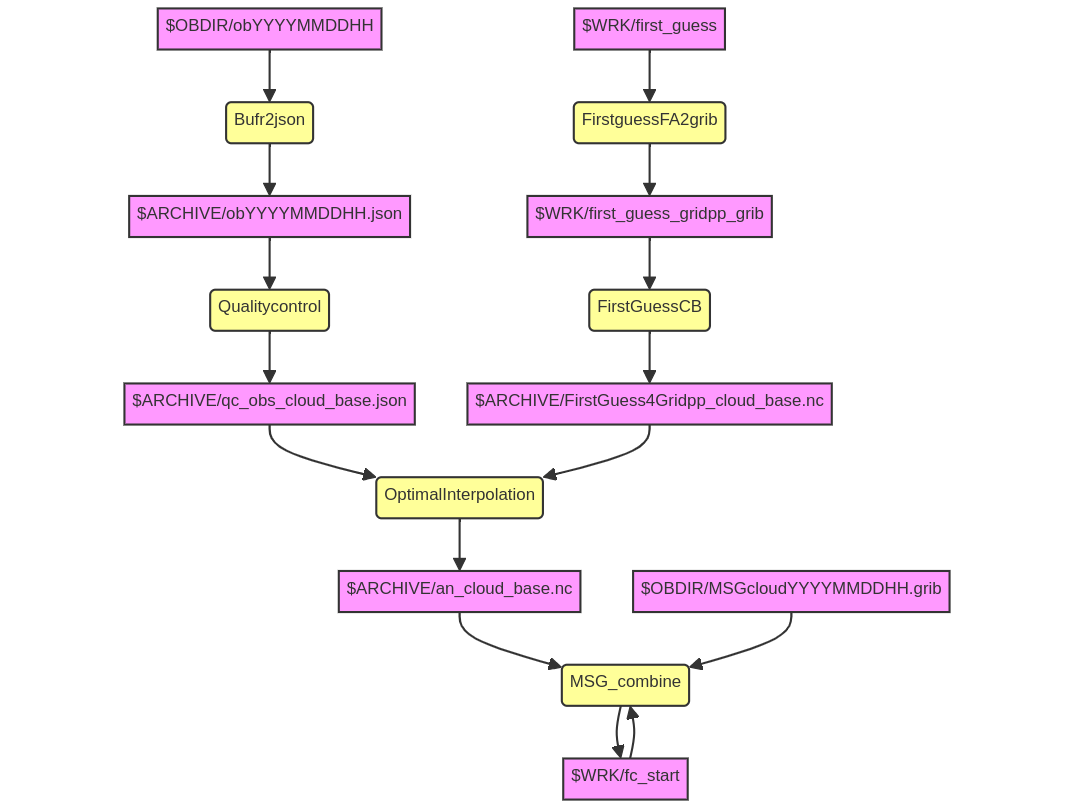 $OBDIR/obYYYYMMDDHH
$WRK/first_guess
Bufr2json
FirstguessFA2grib
$ARCHIVE/obYYYYMMDDHH.json
$WRK/first_guess_gridpp_grib
Qualitycontrol
FirstGuessCB
$ARCHIVE/qc_obs_cloud_base.json
$ARCHIVE/FirstGuess4Gridpp_cloud_base.nc
OptimalInterpolation
$ARCHIVE/an_cloud_base.nc
$OBDIR/MSGcloudYYYYMMDDHH.grib
MSG_combine
$WRK/fc_start